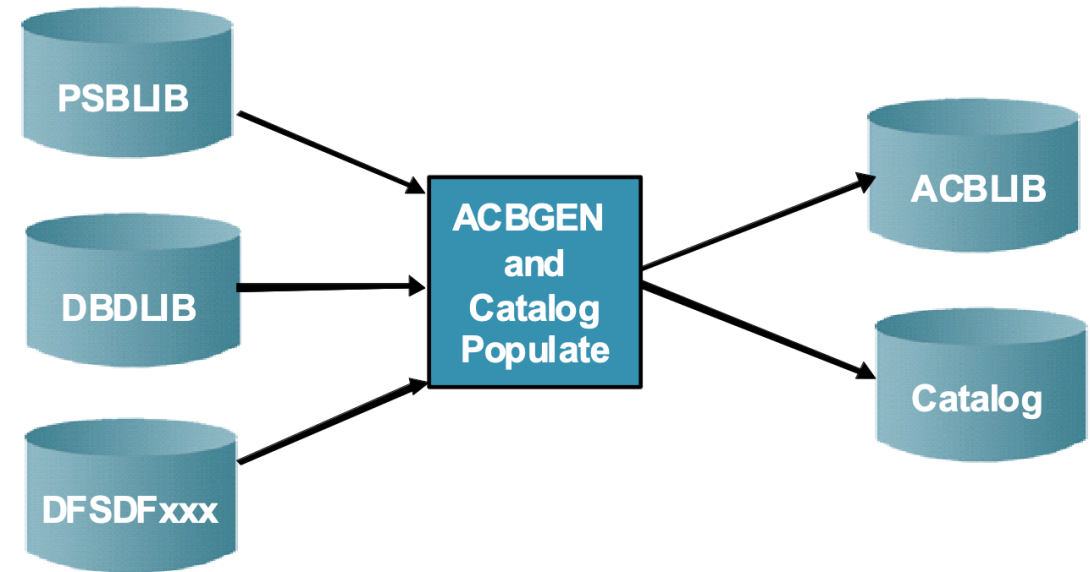 PSBLIB
DBDLIB
DFSDFxxx
ACBGEN
and
Catalog
Populate
ACBLIB
Catalog